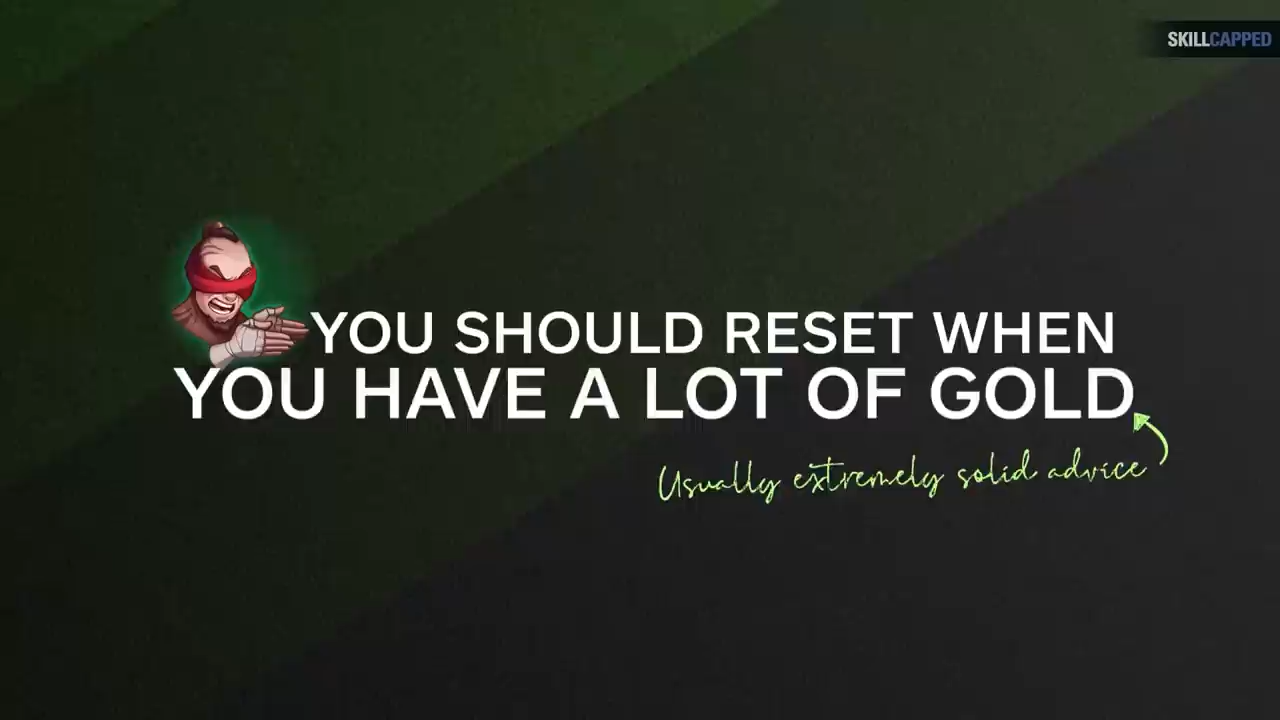 SKILLCAPPED
YOU SHOULD RESET WHEN
YOU HAVE A LOT OF GOLD
Usually extremely solid advice